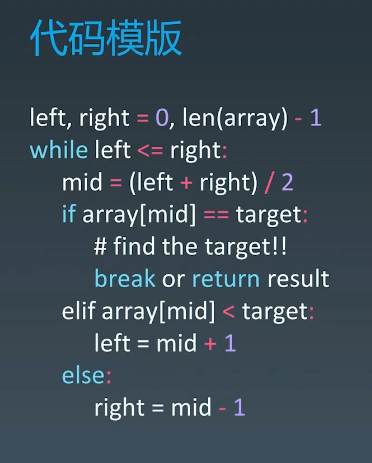 代码模版
left, right = 0, len(array) - 1
while left <= right:
mid = (left + right) / 2
if array[mid] == target:
# find the target!!
break or return result
elif array[mid] < target:
left = mid + 1
else:
right = mid - 1